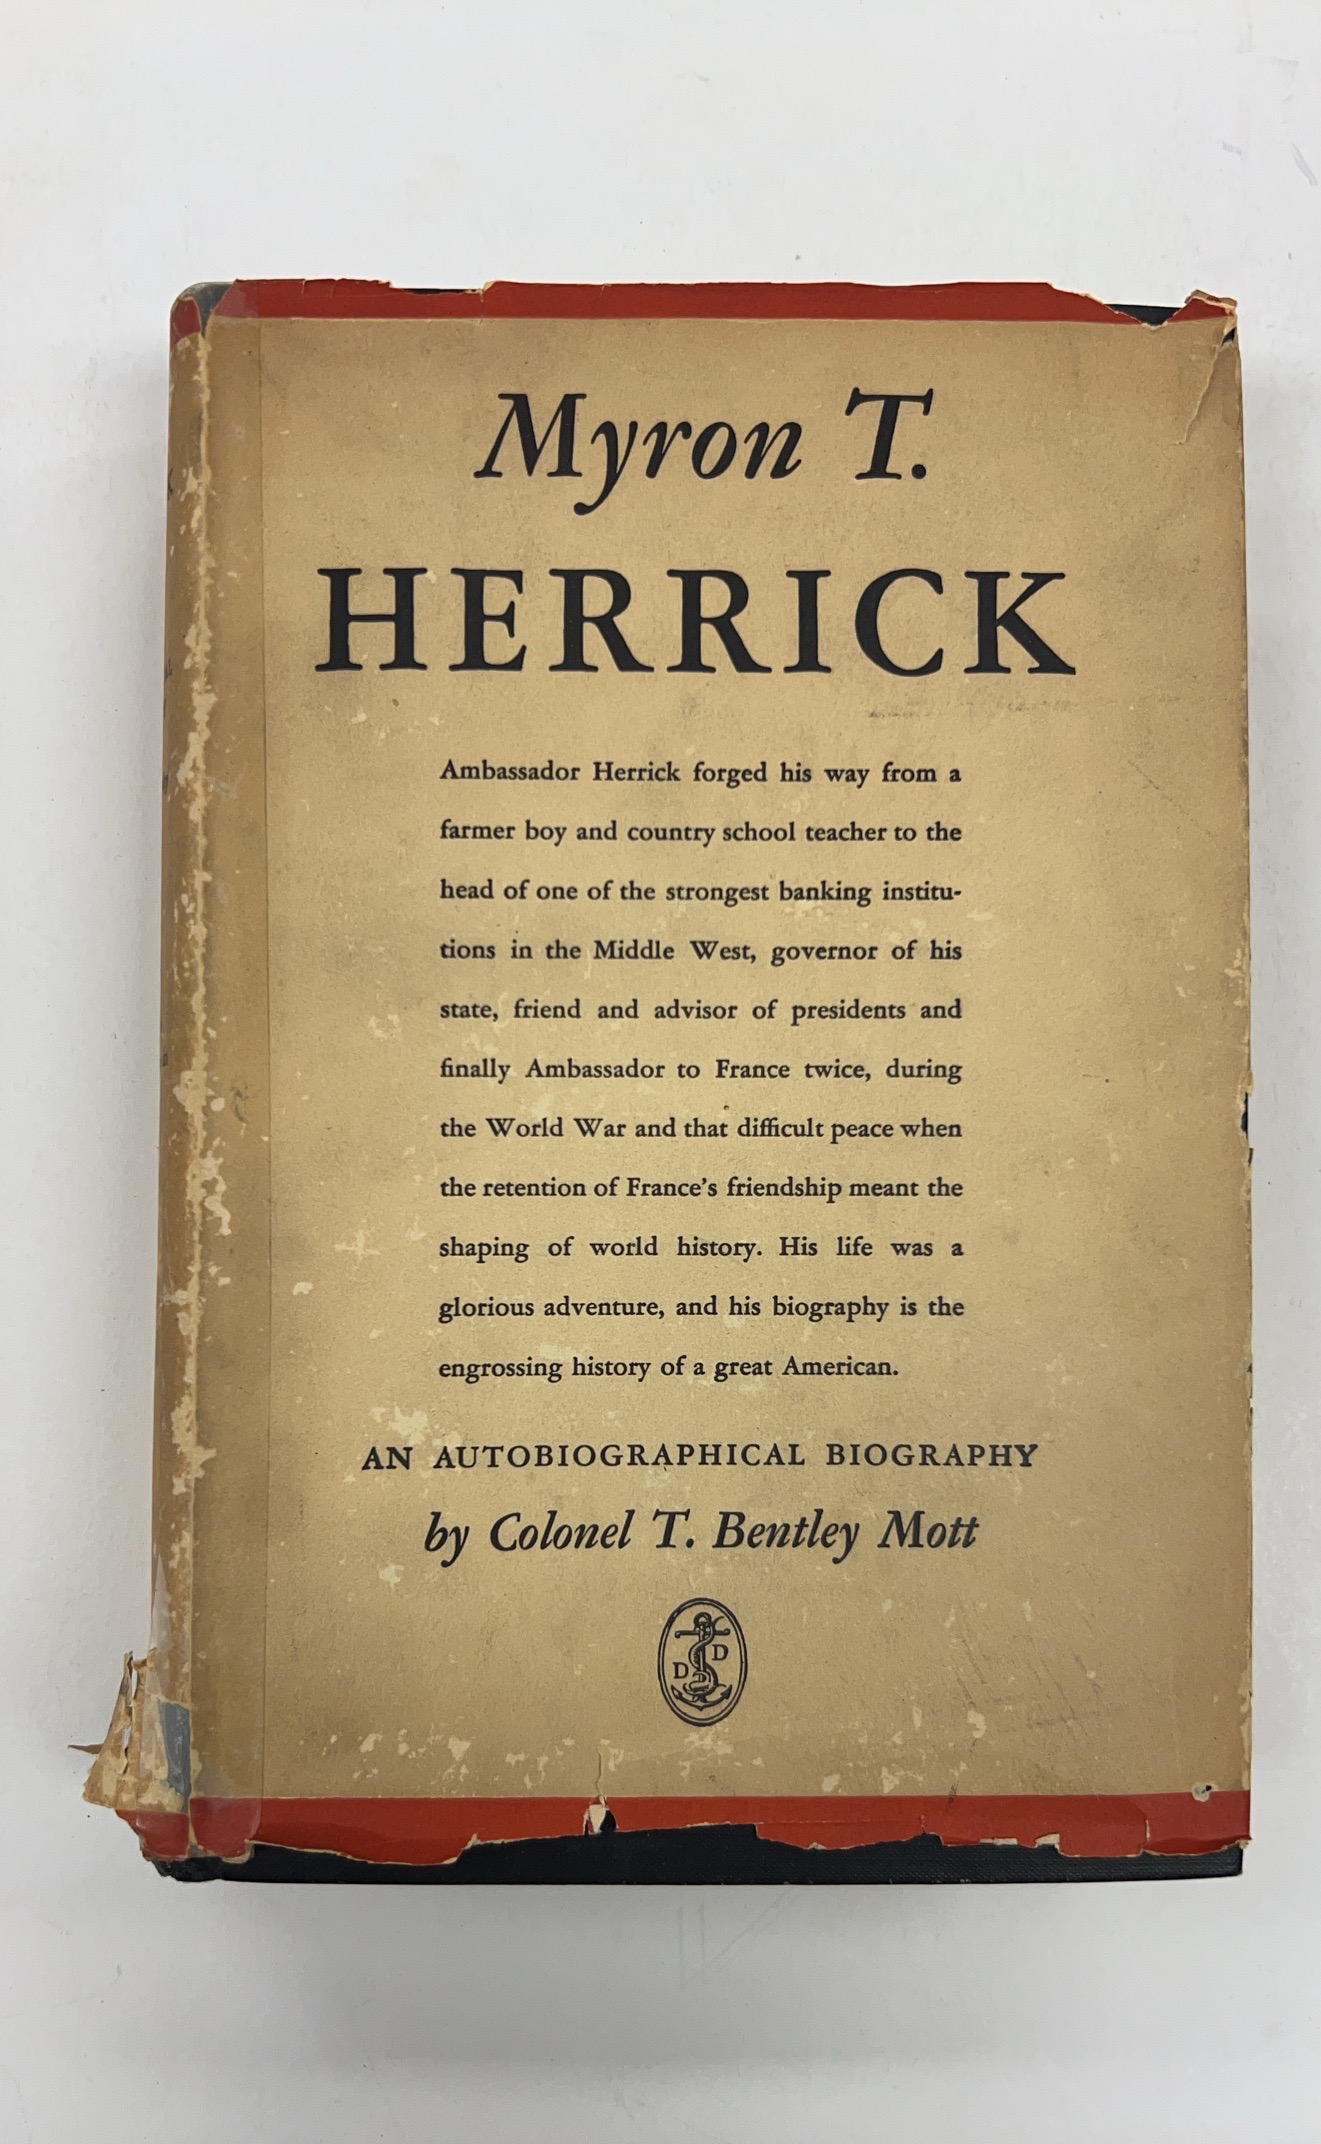 Myron T.
HERRICK
Ambassador Herrick forged his way from a
farmer boy and country school teacher to the
head of one of the strongest banking institu-
tions in the Middle West, governor of his
state, friend and advisor of presidents and
finally Ambassador to France twice, during
the World War and that difficult peace when
the retention of France's friendship meant the
shaping of world history. His life was a
glorious adventure, and his biography is the
engrossing history of a great American.
AN AUTOBIOGRAPHICAL BIOGRAPHY
by Colonel T. Bentley Mott
D D